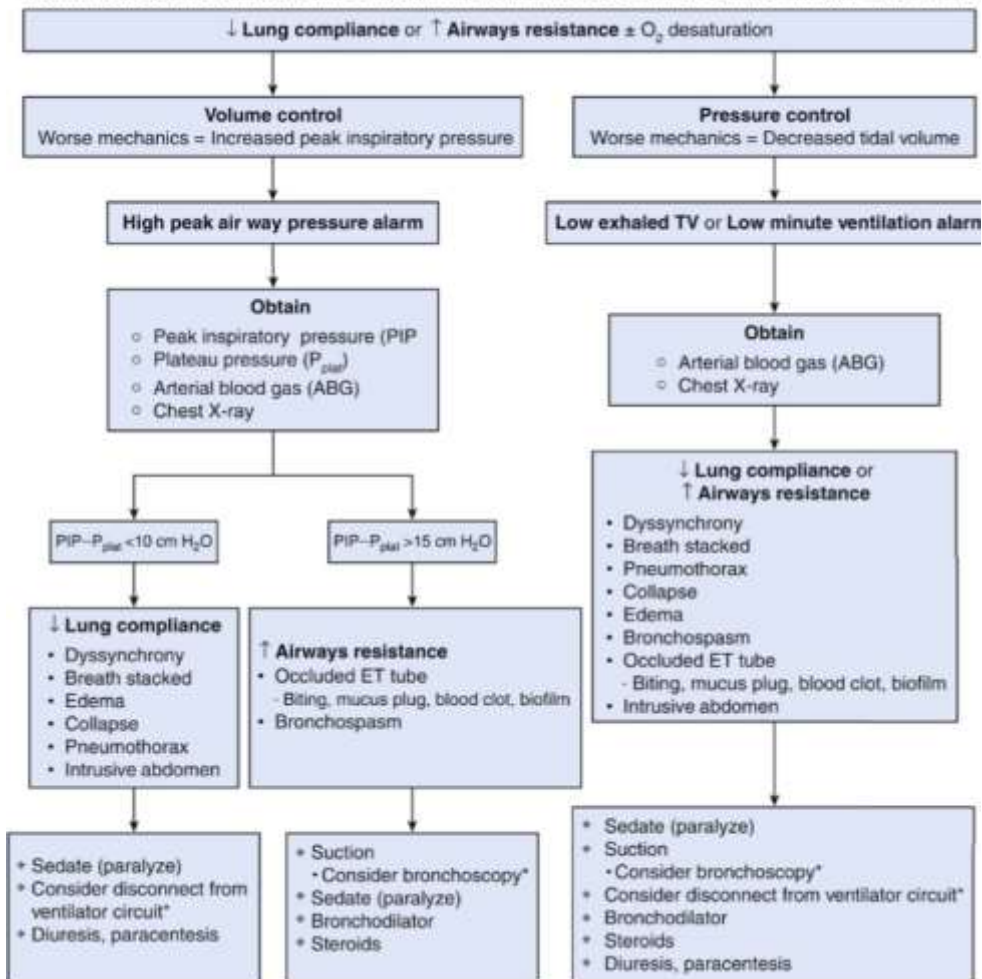 ↓ Lung compliance or ↑ Airways resistance ± O₂ desaturation
Volume control
Worse mechanics = Increased peak inspiratory pressure
Pressure control
Worse mechanics = Decreased tidal volume
High peak air way pressure alarm
Low exhaled TV or Low minute ventilation alarm
Obtain
○ Peak inspiratory pressure (PIP
○ Plateau pressure (Pplat)
○ Arterial blood gas (ABG)
○ Chest X-ray
Obtain
○ Arterial blood gas (ABG)
○ Chest X-ray
PIP–Pplat <10 cm H₂O
PIP–Pplat >15 cm H₂O
↓ Lung compliance
• Dyssynchrony
• Breath stacked
• Edema
• Collapse
• Pneumothorax
• Intrusive abdomen
↑ Airways resistance
• Occluded ET tube
- Biting, mucus plug, blood clot, biofilm
• Bronchospasm
↓ Lung compliance or
↑ Airways resistance
• Dyssynchrony
• Breath stacked
• Pneumothorax
• Collapse
• Edema
• Bronchospasm
• Occluded ET tube
- Biting, mucus plug, blood clot, biofilm
• Intrusive abdomen
* Sedate (paralyze)
* Consider disconnect from
ventilator circuit*
* Diuresis, paracentesis
* Suction
• Consider bronchoscopy*
* Sedate (paralyze)
* Bronchodilator
* Steroids
* Sedate (paralyze)
* Suction
• Consider bronchoscopy*
* Consider disconnect from ventilator circuit*
* Bronchodilator
* Steroids
* Diuresis, paracentesis